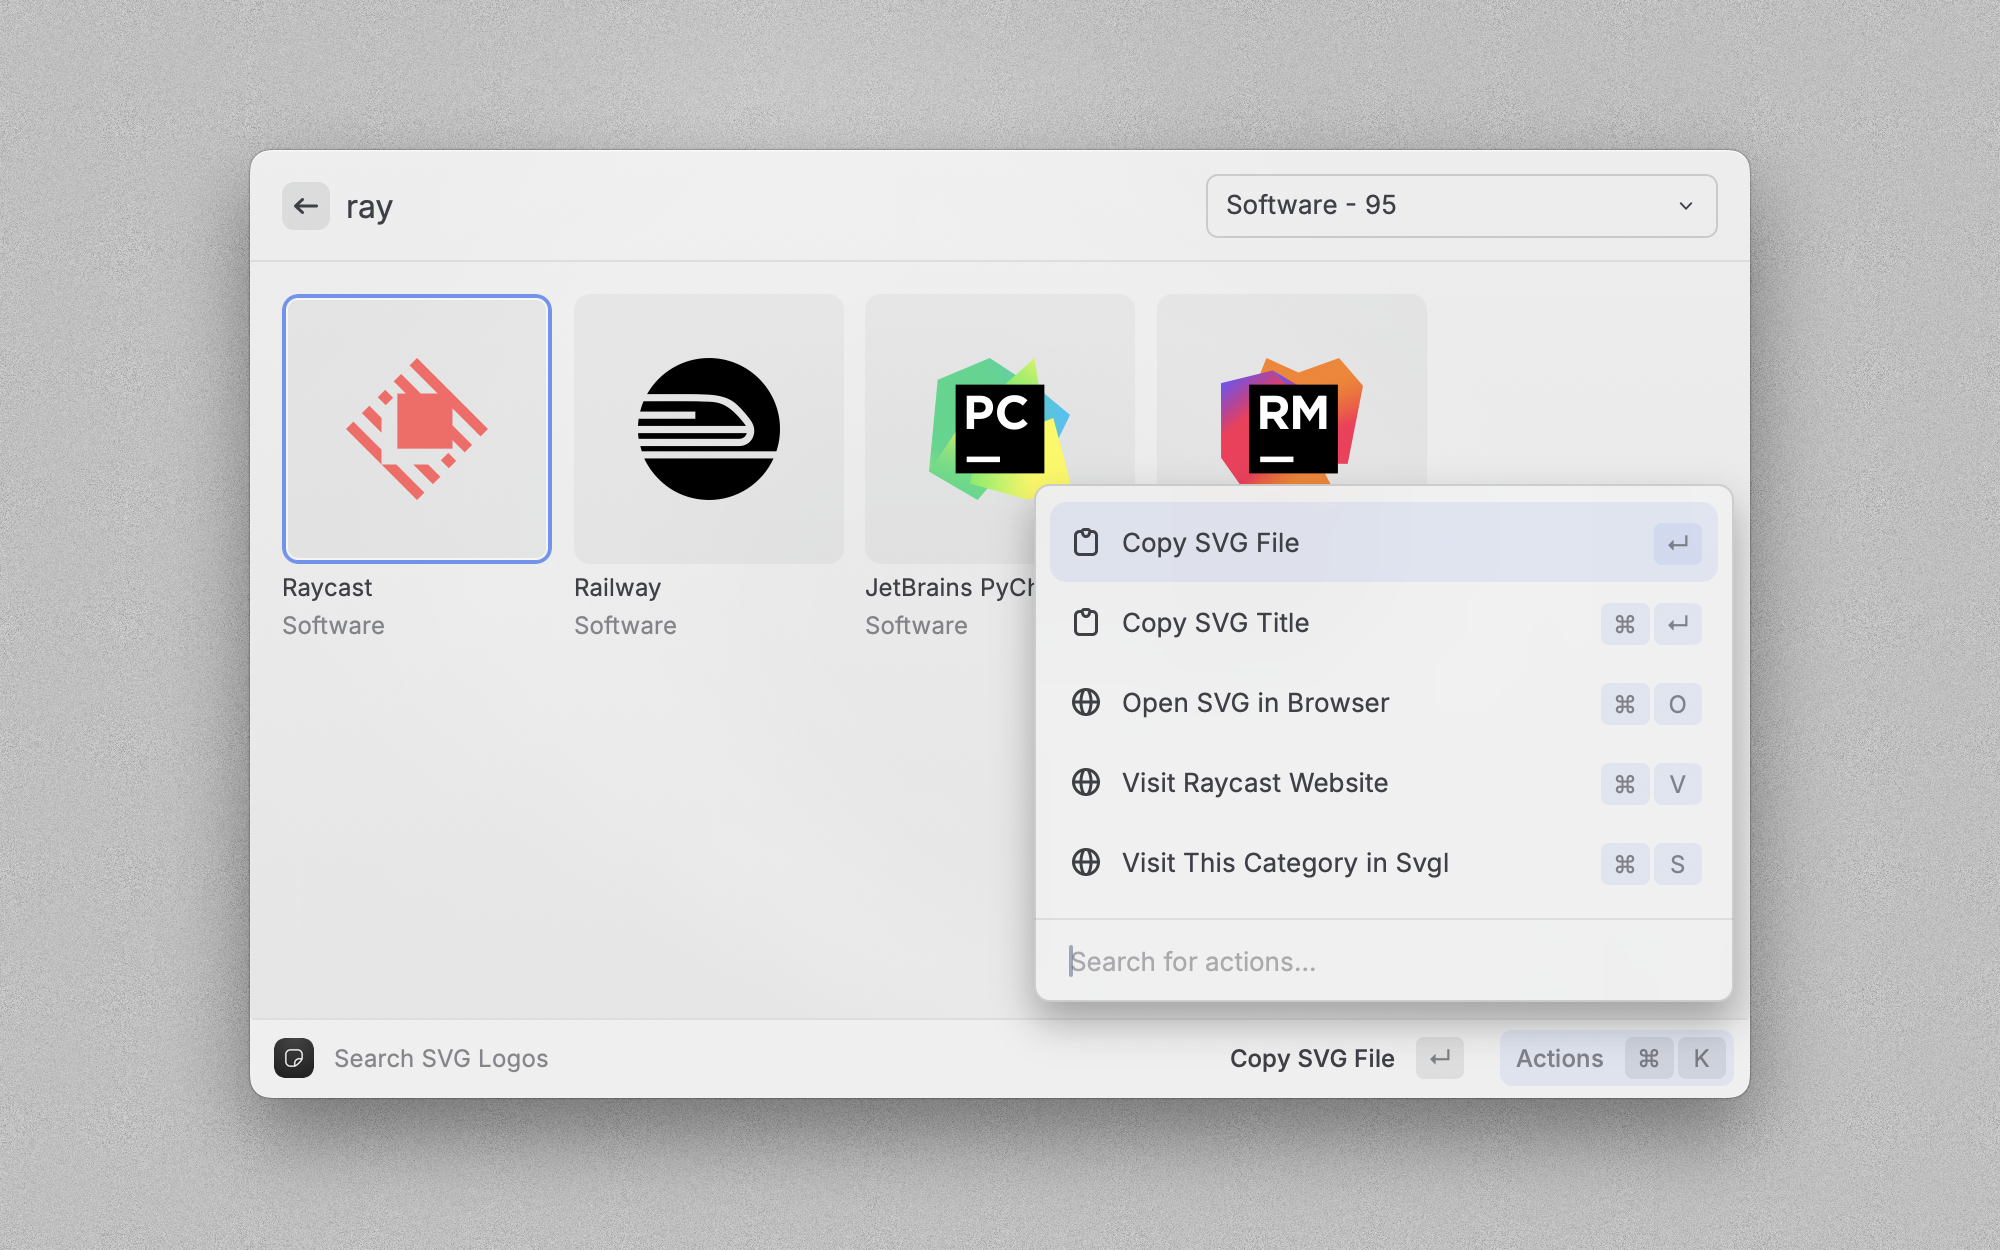 ray
Software - 95
PC
RM
Raycast
Software
Railway
Software
JetBrains
Software
Copy SVG File
Copy SVG Title
⌘
Open SVG in Browser
⌘ O
Visit Raycast Website
⌘ V
Visit This Category in Svgl
⌘ S
Search for actions...
Search SVG Logos
Copy SVG File
Actions ⌘ K